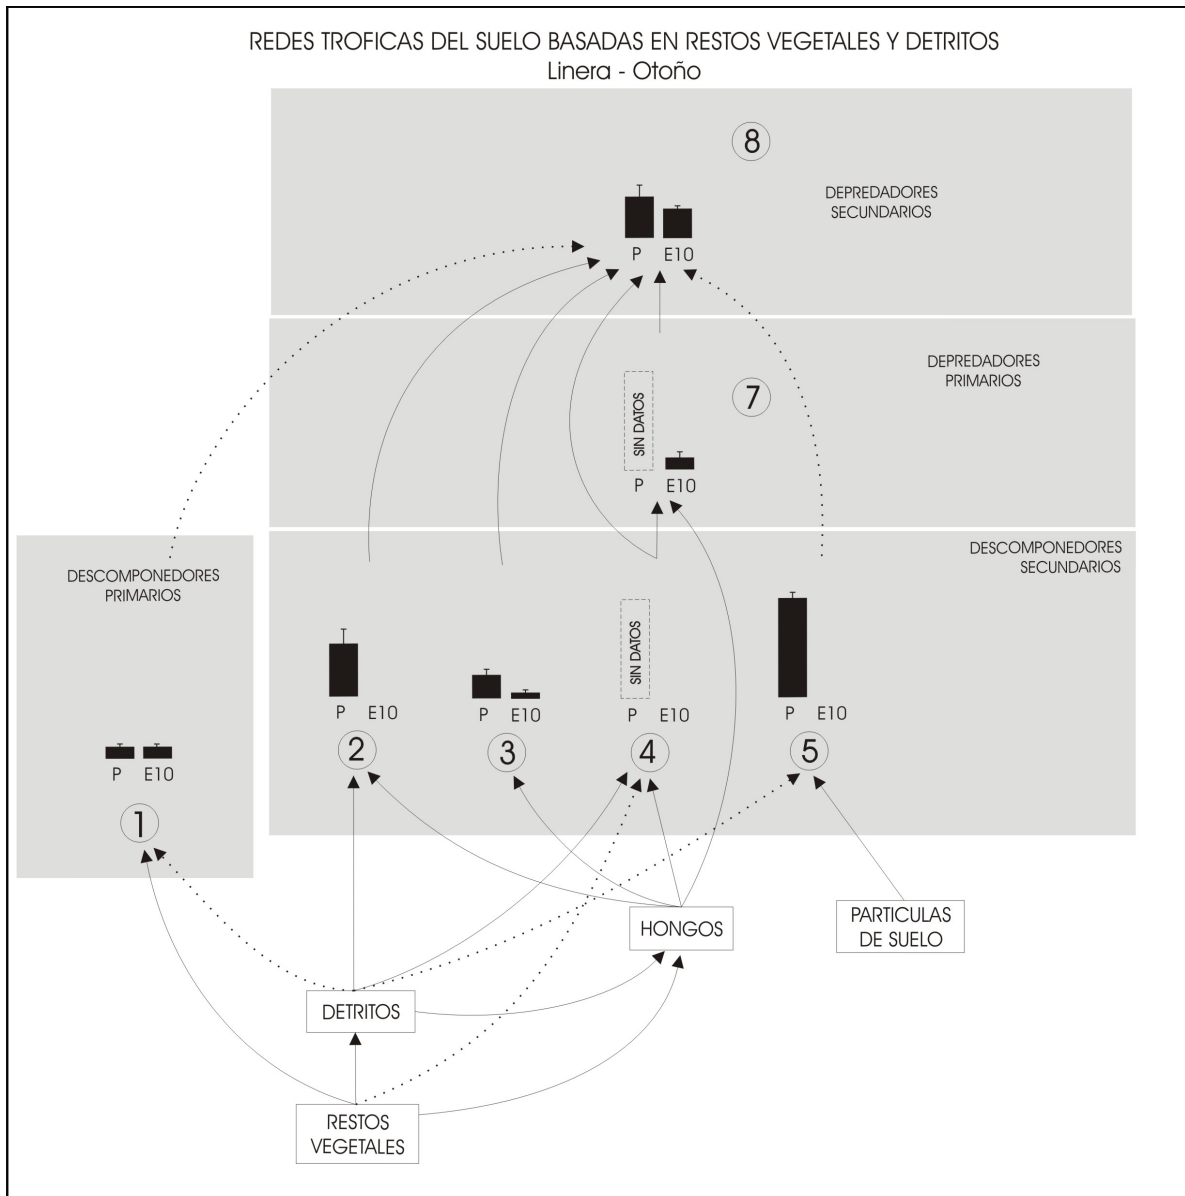 REDES TROFICAS DEL SUELO BASADAS EN RESTOS VEGETALES Y DETRITOS
Linera - Otoño
8
DEPREDADORES
SECUNDARIOS
P E10
DEPREDADORES
PRIMARIOS
7
SIN DATOS
P E10
DESCOMPONEDORES
SECUNDARIOS
DESCOMPONEDORES
PRIMARIOS
SIN DATOS
P E10
P E10
P E10
P E10
2
3
4
5
P E10
1
HONGOS
PARTICULAS
DE SUELO
DETRITOS
RESTOS
VEGETALES